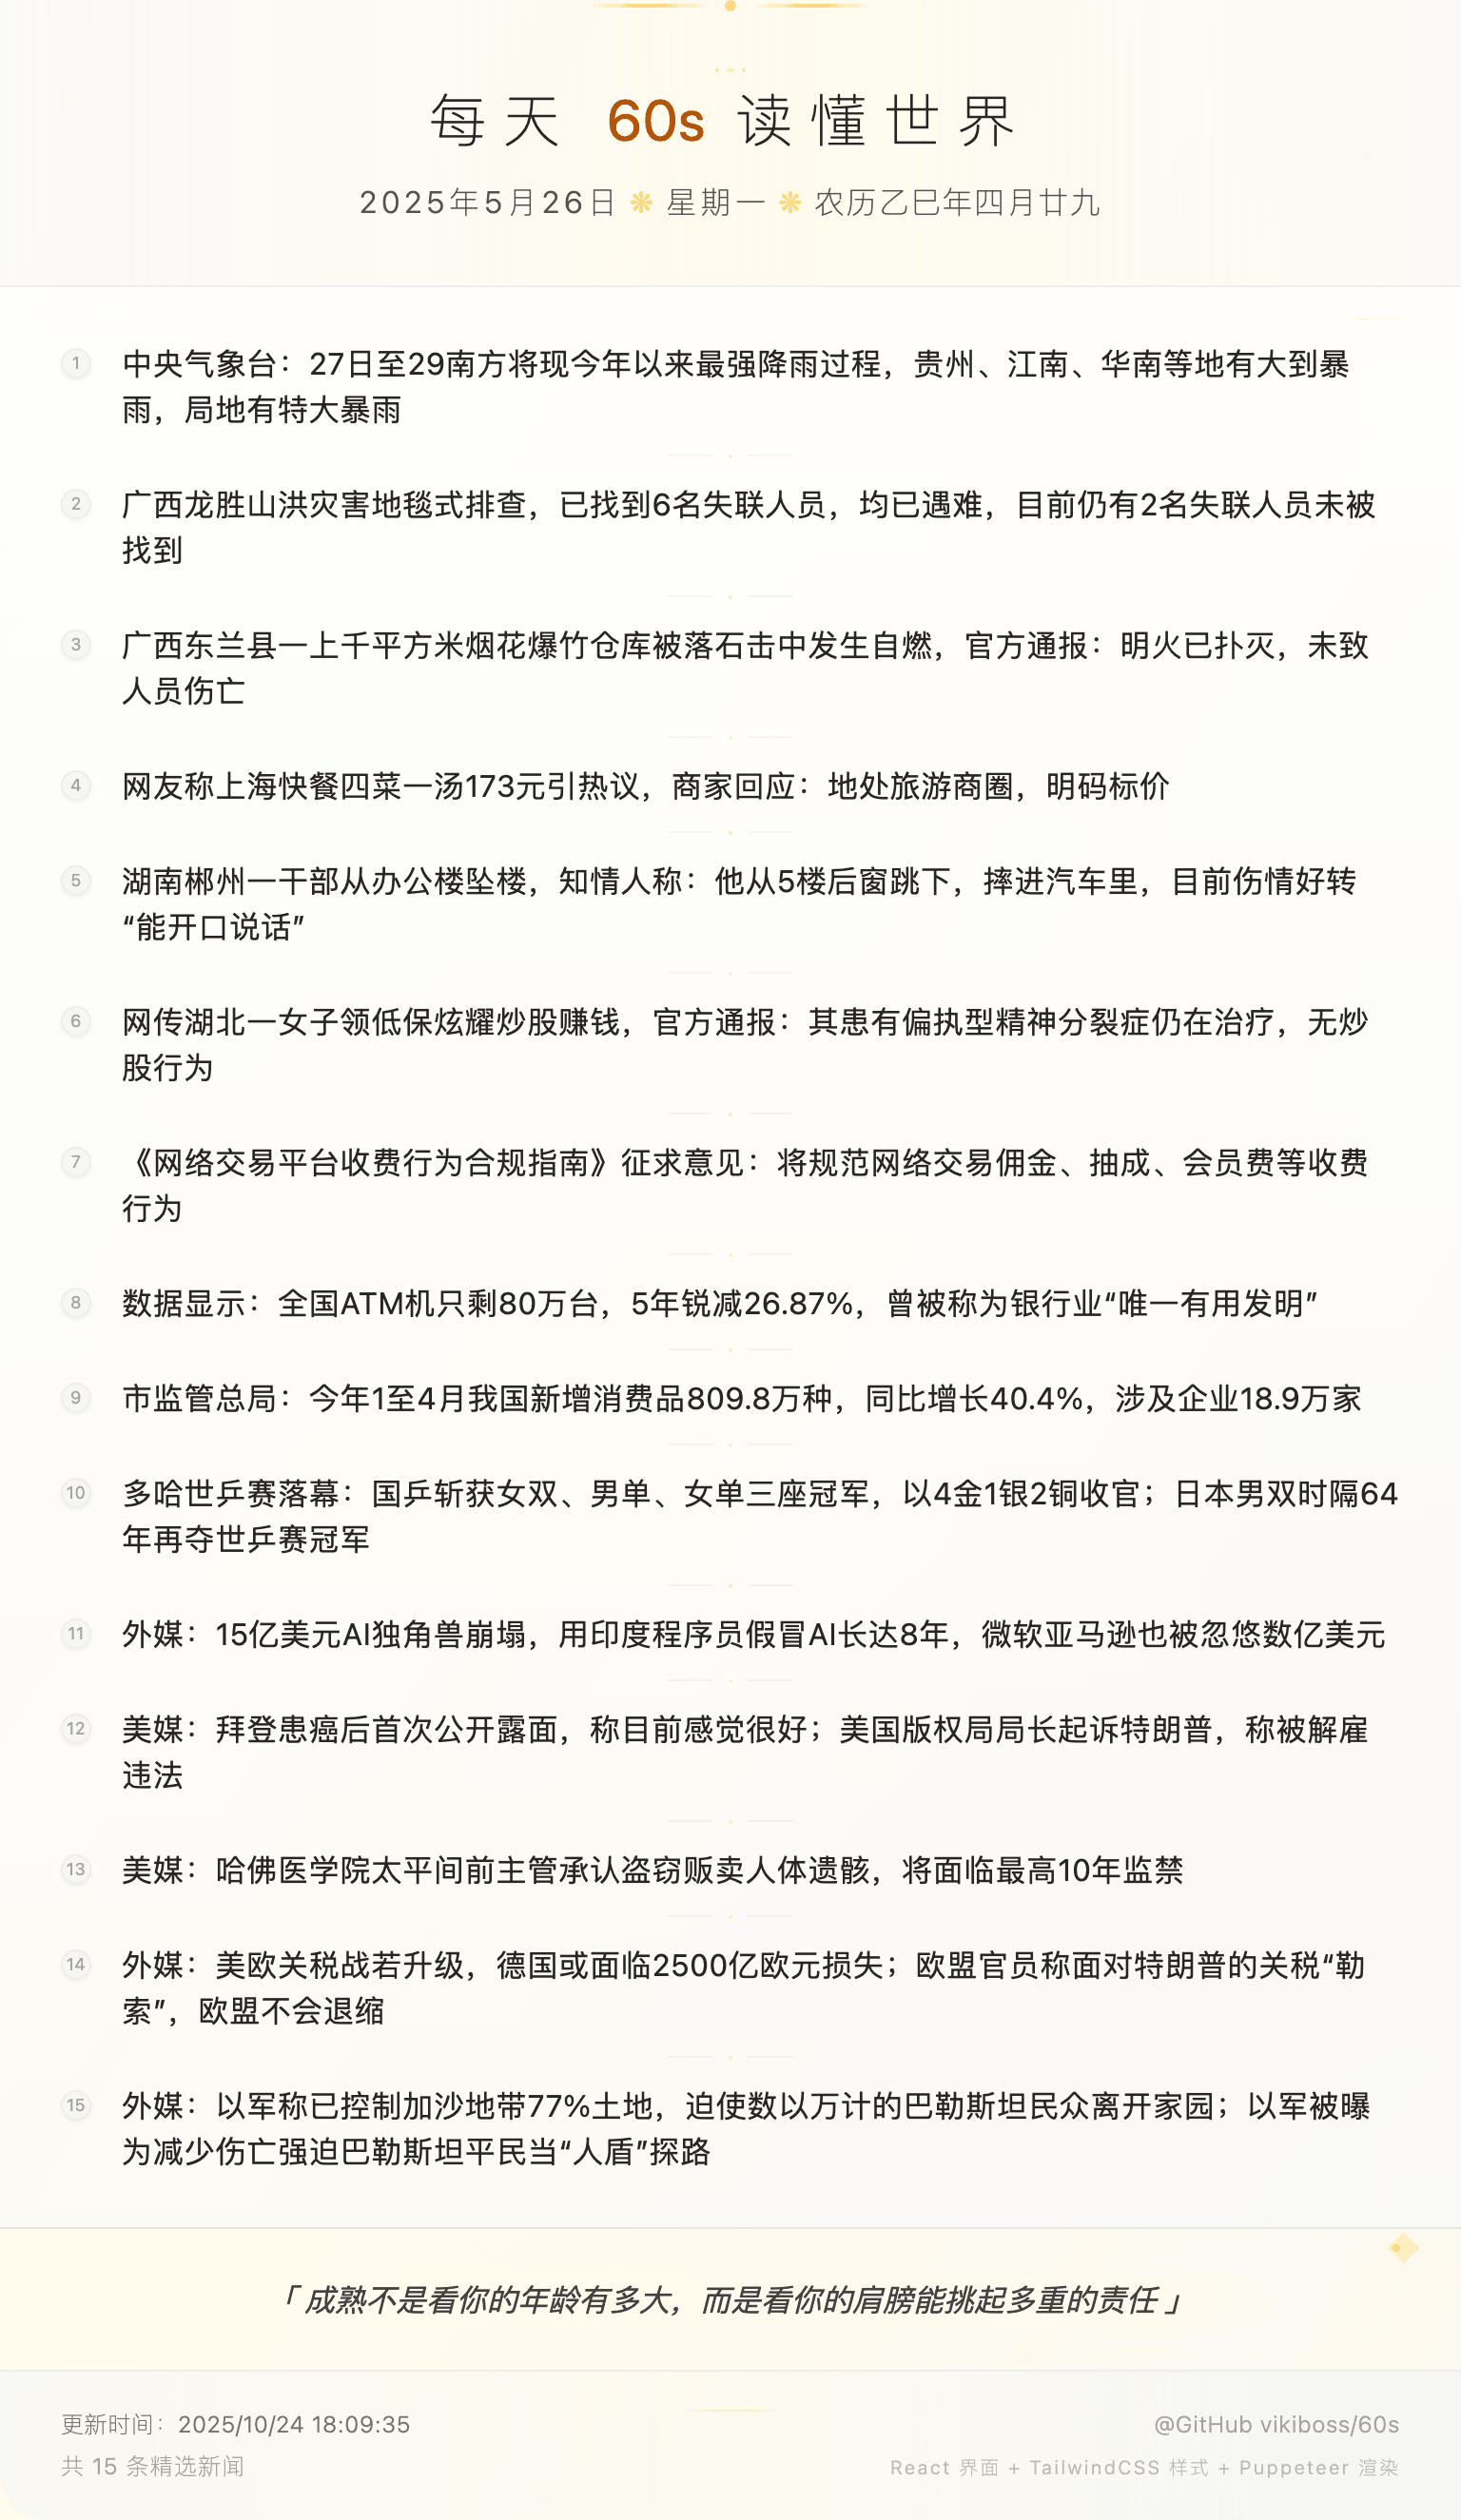 每天 60s 读懂世界
2025年5月26日 ❋ 星期一 ❋ 农历乙巳年四月廿九
1 中央气象台：27日至29南方将现今年以来最强降雨过程，贵州、江南、华南等地有大到暴
雨，局地有特大暴雨
2 广西龙胜山洪灾害地毯式排查，已找到6名失联人员，均已遇难，目前仍有2名失联人员未被
找到
3 广西东兰县一上千平方米烟花爆竹仓库被落石击中发生自燃，官方通报：明火已扑灭，未致
人员伤亡
4 网友称上海快餐四菜一汤173元引热议，商家回应：地处旅游商圈，明码标价
5 湖南郴州一干部从办公楼坠楼，知情人称：他从5楼后窗跳下，摔进汽车里，目前伤情好转
“能开口说话”
6 网传湖北一女子领低保炫耀炒股赚钱，官方通报：其患有偏执型精神分裂症仍在治疗，无炒
股行为
7 《网络交易平台收费行为合规指南》征求意见：将规范网络交易佣金、抽成、会员费等收费
行为
8 数据显示：全国ATM机只剩80万台，5年锐减26.87%，曾被称为银行业“唯一有用发明”
9 市监管总局：今年1至4月我国新增消费品809.8万种，同比增长40.4%，涉及企业18.9万家
10 多哈世乒赛落幕：国乒斩获女双、男单、女单三座冠军，以4金1银2铜收官；日本男双时隔64
年再夺世乒赛冠军
11 外媒：15亿美元AI独角兽崩塌，用印度程序员假冒AI长达8年，微软亚马逊也被忽悠数亿美元
12 美媒：拜登患癌后首次公开露面，称目前感觉很好；美国版权局局长起诉特朗普，称被解雇
违法
13 美媒：哈佛医学院太平间前主管承认盗窃贩卖人体遗骸，将面临最高10年监禁
14 外媒：美欧关税战若升级，德国或面临2500亿欧元损失；欧盟官员称面对特朗普的关税“勒
索”，欧盟不会退缩
15 外媒：以军称已控制加沙地带77%土地，迫使数以万计的巴勒斯坦民众离开家园；以军被曝
为减少伤亡强迫巴勒斯坦平民当“人盾”探路
「 成熟不是看你的年龄有多大，而是看你的肩膀能挑起多重的责任 」
更新时间：2025/10/24 18:09:35
@GitHub vikiboss/60s
共 15 条精选新闻
React 界面 + TailwindCSS 样式 + Puppeteer 渲染